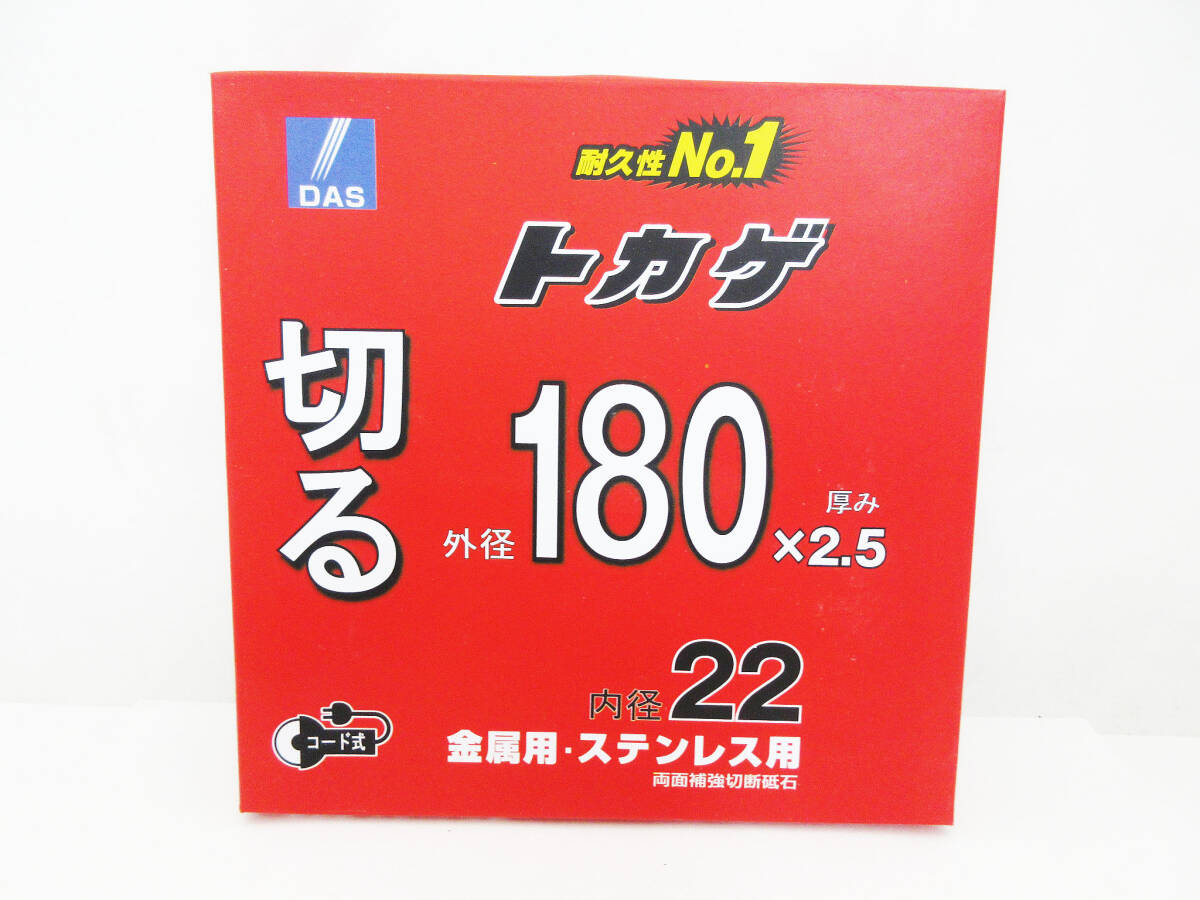 DAS
耐久性No.1
トカゲ
切る
外径180×2.5
厚み
内径22
コード式
金属用・ステンレス用
両面補強切断砥石